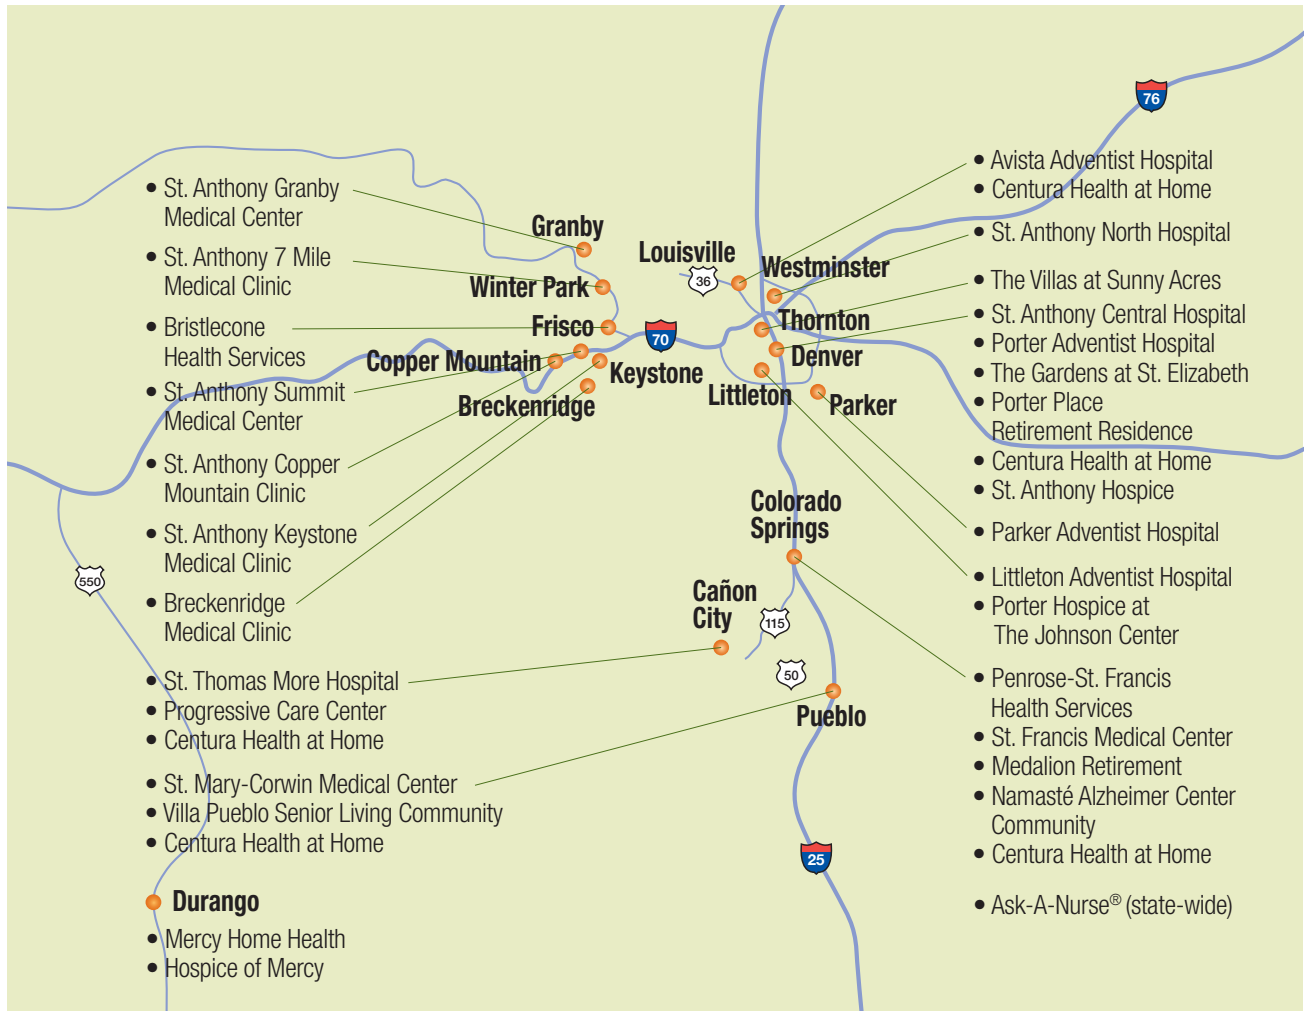 76
• Avista Adventist Hospital
• Centura Health at Home
• St. Anthony North Hospital
• The Villas at Sunny Acres
• St. Anthony Central Hospital
• Porter Adventist Hospital
• The Gardens at St. Elizabeth
• Porter Place
Retirement Residence
• Centura Health at Home
• St. Anthony Hospice
• Parker Adventist Hospital
• Littleton Adventist Hospital
• Porter Hospice at
The Johnson Center
• Penrose-St. Francis
Health Services
• St. Francis Medical Center
• Medalion Retirement
• Namasté Alzheimer Center
Community
• Centura Health at Home
• Ask-A-Nurse® (state-wide)
• St. Anthony Granby
Medical Center
• St. Anthony 7 Mile
Medical Clinic
• Bristlecone
Health Services
• St. Anthony Summit
Medical Center
• St. Anthony Copper
Mountain Clinic
• St. Anthony Keystone
Medical Clinic
• Breckenridge
Medical Clinic
• St. Thomas More Hospital
• Progressive Care Center
• Centura Health at Home
• St. Mary-Corwin Medical Center
• Villa Pueblo Senior Living Community
• Centura Health at Home
Durango
• Mercy Home Health
• Hospice of Mercy
Granby
Winter Park
Frisco
Copper Mountain
Keystone
Breckenridge
Louisville
36
Westminster
Thornton
70
Denver
Littleton
Parker
Colorado
Springs
Cañon
City
115
50
Pueblo
25
550